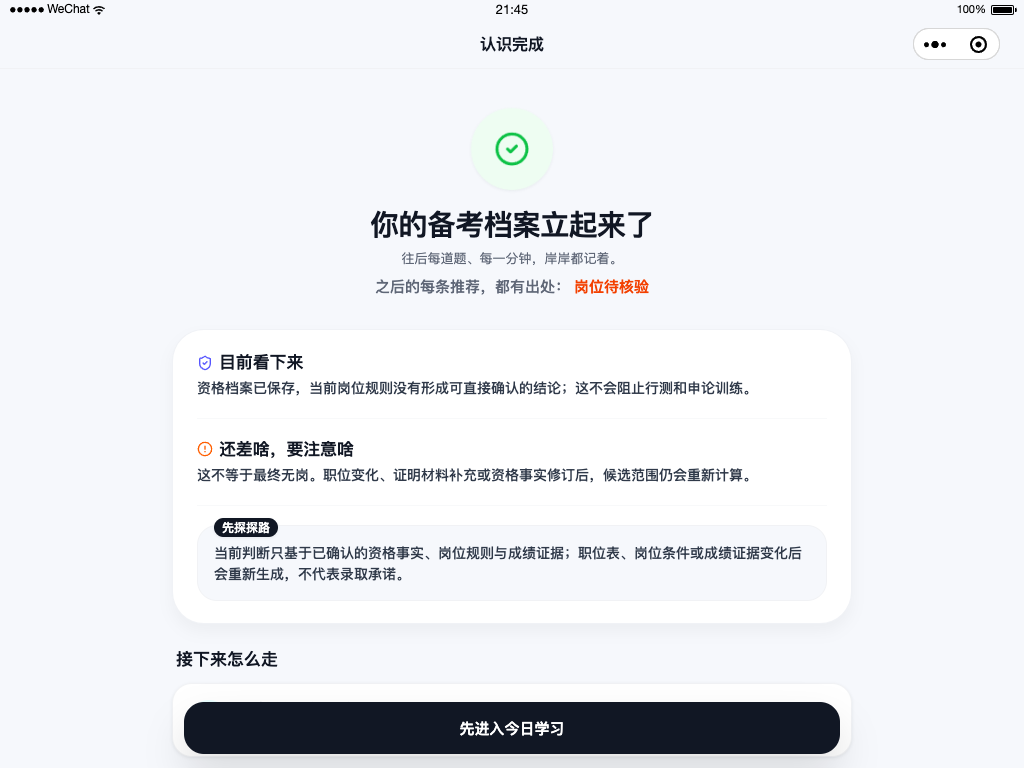 WeChat
21:45
100%
认识完成
你的备考档案立起来了
往后每道题、每一分钟，岸岸都记着。
之后的每条推荐，都有出处： 岗位待核验
目前看下来
资格档案已保存，当前岗位规则没有形成可直接确认的结论；这不会阻止行测和申论训练。
还差啥，要注意啥
这不等于最终无岗。职位变化、证明材料补充或资格事实修订后，候选范围仍会重新计算。
先探探路
当前判断只基于已确认的资格事实、岗位规则与成绩证据；职位表、岗位条件或成绩证据变化后
会重新生成，不代表录取承诺。
接下来怎么走
先进入今日学习